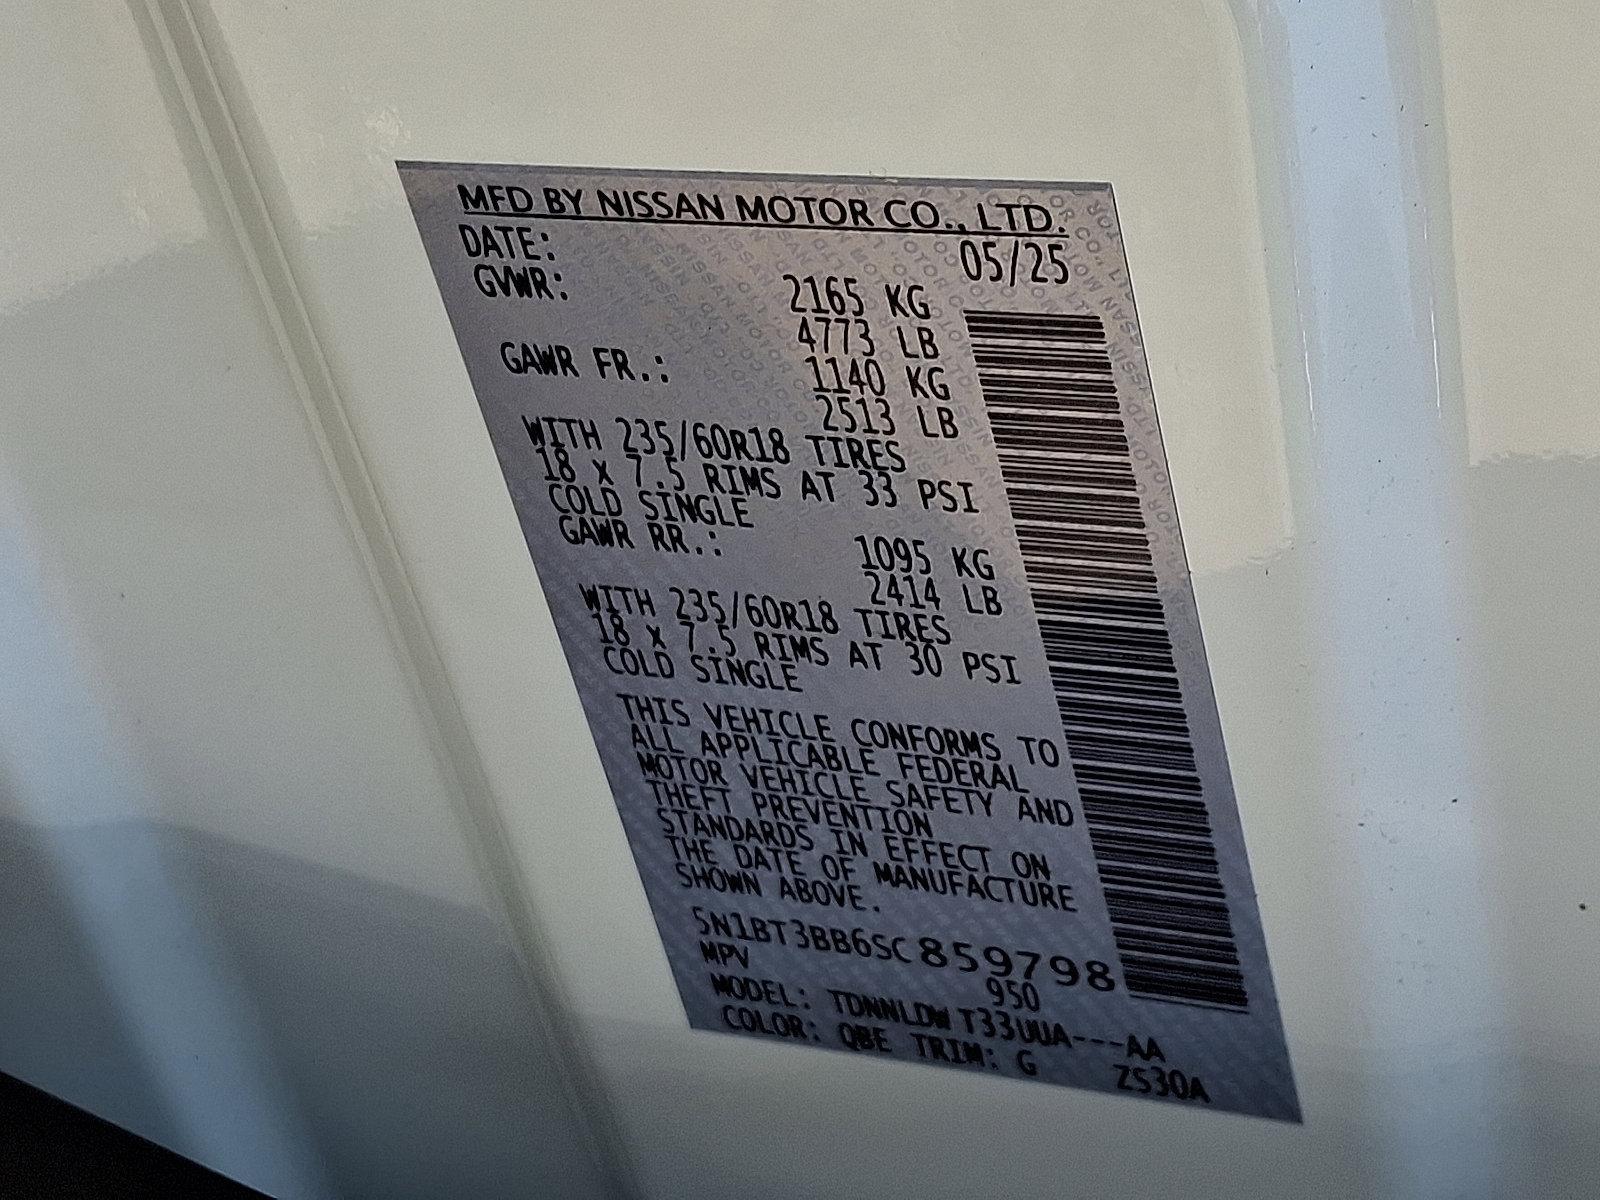 MFD BY NISSAN MOTOR CO., LTD.
DATE: 05/25
GVWR: 2165 KG
4773 LB
GAWR FR.: 1140 KG
2513 LB
WITH 235/60R18 TIRES
18 x 7.5 RIMS AT 33 PSI
COLD SINGLE
GAWR RR.: 1095 KG
2414 LB
WITH 235/60R18 TIRES
18 x 7.5 RIMS AT 30 PSI
COLD SINGLE
THIS VEHICLE CONFORMS TO
ALL APPLICABLE FEDERAL
MOTOR VEHICLE SAFETY AND
THEFT PREVENTION
STANDARDS IN EFFECT ON
THE DATE OF MANUFACTURE
SHOWN ABOVE.
5N1BT3BB6SC859798
MPV 950
MODEL: TDNNLDW T33UUA---AA
COLOR: QBE TRIM: G ZS30A